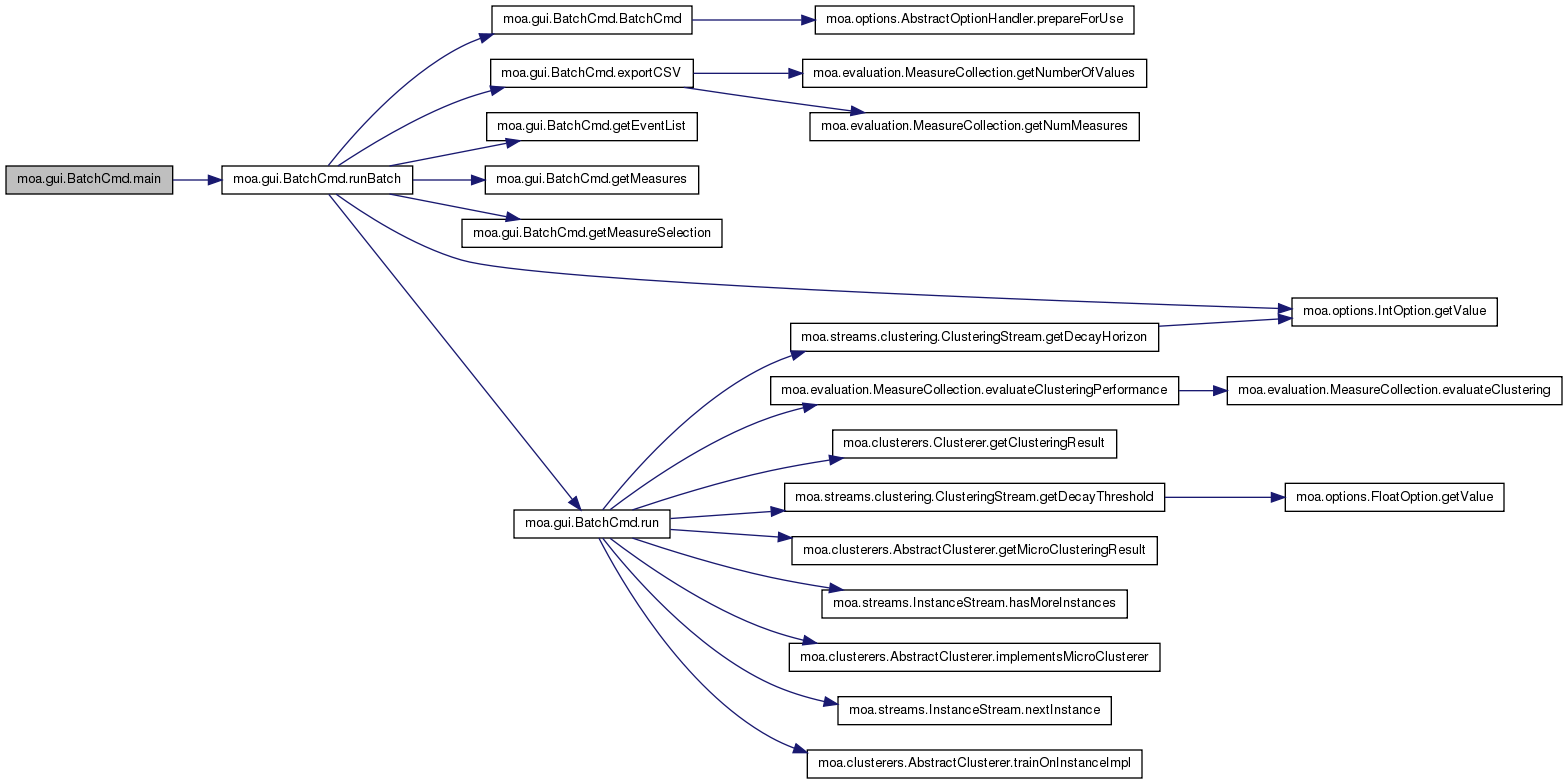 moa.gui.BatchCmd.BatchCmd
moa.options.AbstractOptionHandler.prepareForUse
moa.gui.BatchCmd.exportCSV
moa.evaluation.MeasureCollection.getNumberOfValues
moa.gui.BatchCmd.getEventList
moa.evaluation.MeasureCollection.getNumMeasures
moa.gui.BatchCmd.main
moa.gui.BatchCmd.runBatch
moa.gui.BatchCmd.getMeasures
moa.gui.BatchCmd.getMeasureSelection
moa.options.IntOption.getValue
moa.streams.clustering.ClusteringStream.getDecayHorizon
moa.evaluation.MeasureCollection.evaluateClusteringPerformance
moa.evaluation.MeasureCollection.evaluateClustering
moa.clusterers.Clusterer.getClusteringResult
moa.streams.clustering.ClusteringStream.getDecayThreshold
moa.options.FloatOption.getValue
moa.gui.BatchCmd.run
moa.clusterers.AbstractClusterer.getMicroClusteringResult
moa.streams.InstanceStream.hasMoreInstances
moa.clusterers.AbstractClusterer.implementsMicroClusterer
moa.streams.InstanceStream.nextInstance
moa.clusterers.AbstractClusterer.trainOnInstanceImpl